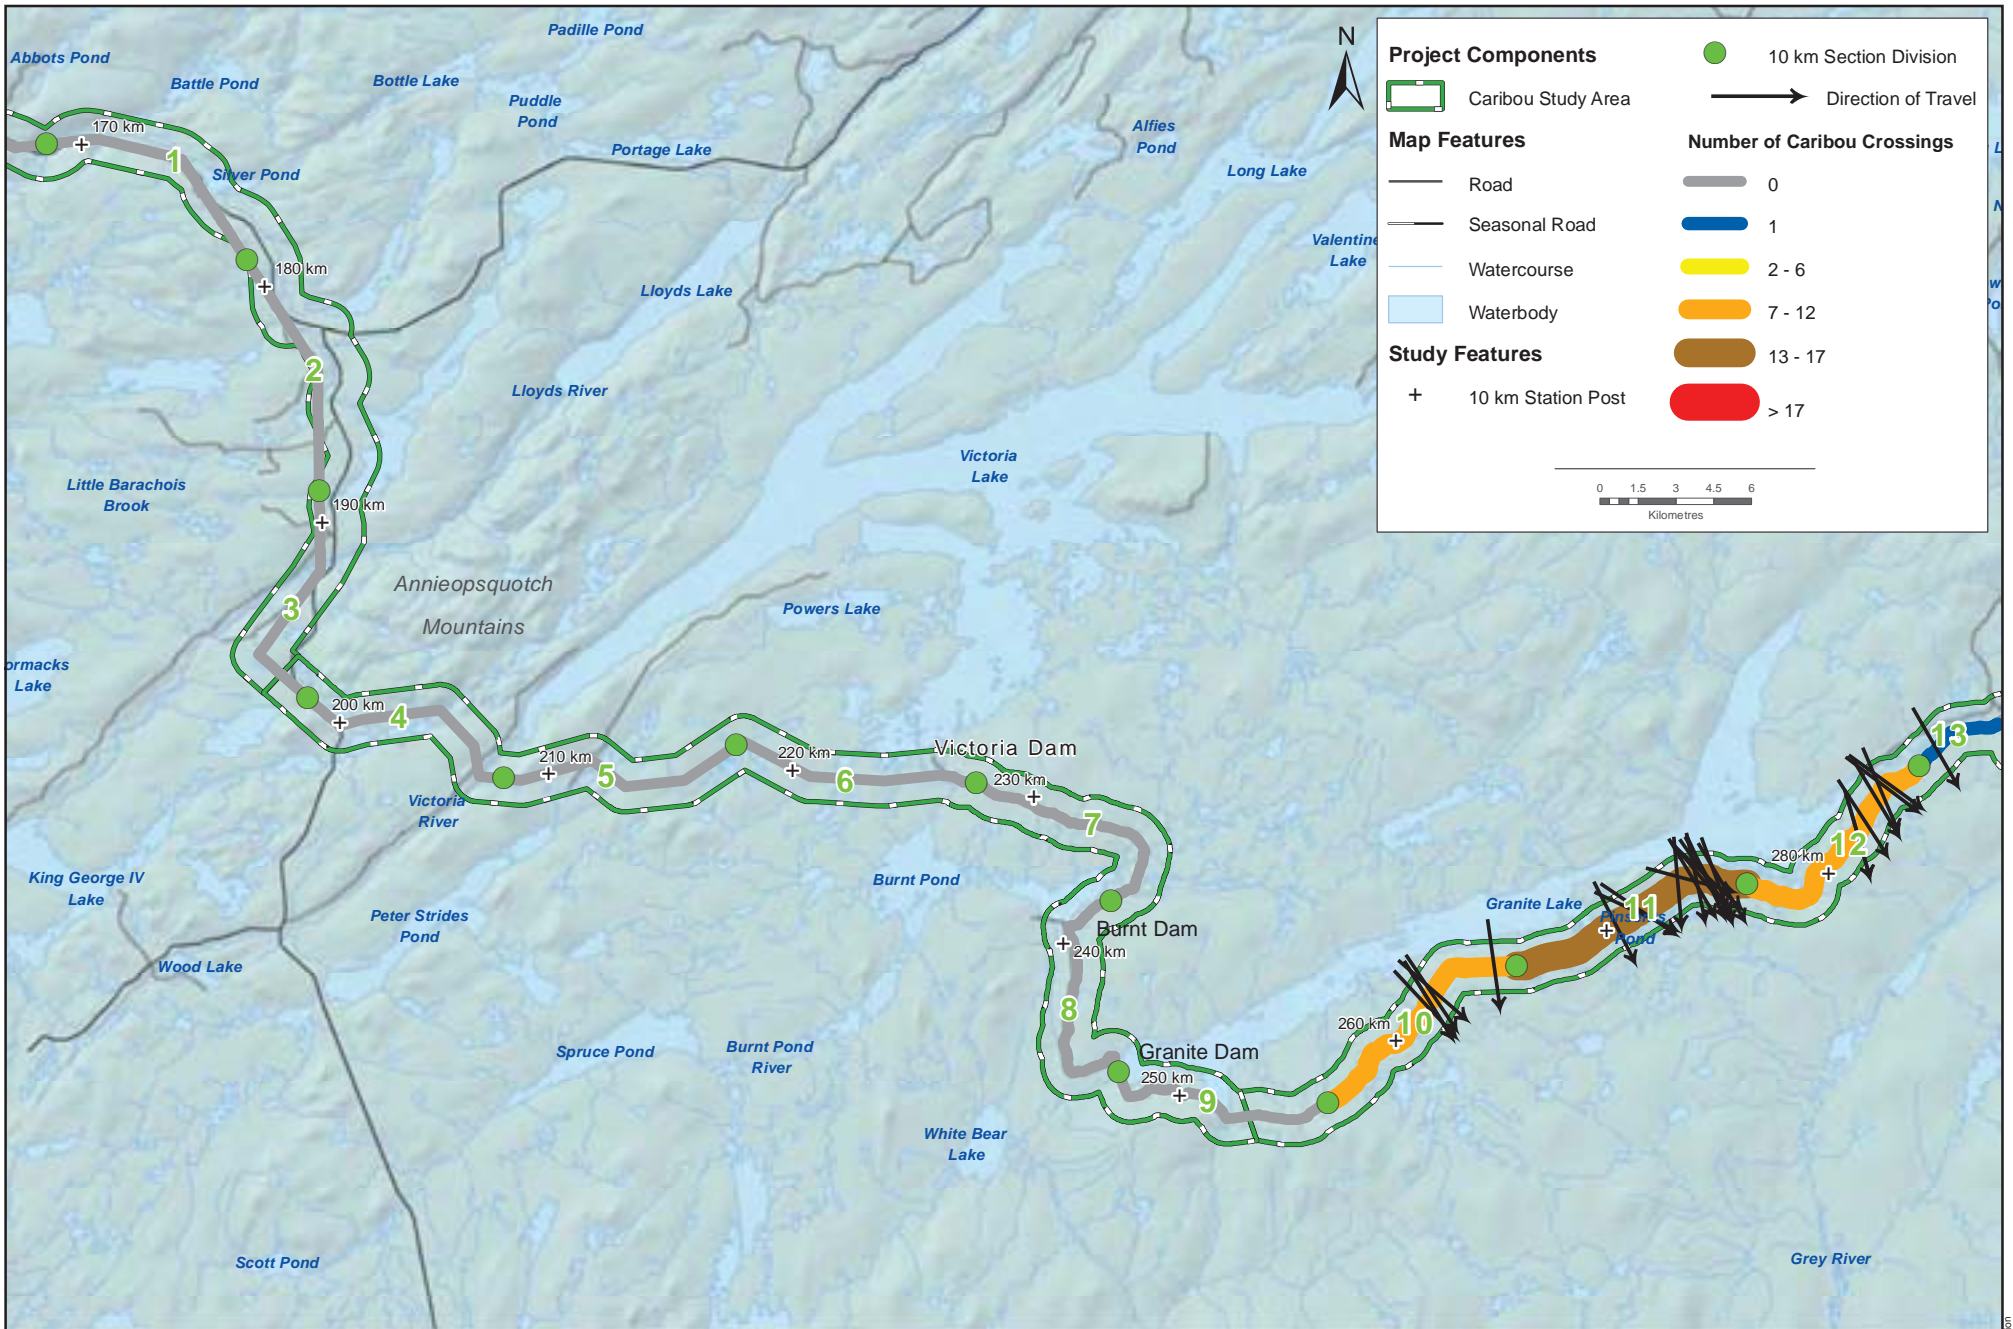 Padille Pond
Abbots Pond
Battle Pond
Bottle Lake
Puddle
Pond
170 km
1
Silver Pond
Portage Lake
Alfies
Pond
Long Lake
Valentine
Lake
180 km
Lloyds Lake
2
Lloyds River
Little Barachois
Brook
190 km
Victoria
Lake
Annieopsquotch
Mountains
3
Powers Lake
ormacks
Lake
200 km
4
210 km
5
220 km
6
Victoria Dam
230 km
7
Victoria
River
King George IV
Lake
Peter Strides
Pond
Wood Lake
Burnt Pond
Burnt Dam
240 km
8
Granite Dam
250 km
9
Spruce Pond
Burnt Pond
River
White Bear
Lake
Scott Pond
260 km
10
Granite Lake
11
Pond
280 km
12
13
Grey River
N
Project Components
Caribou Study Area
Map Features
Road
Seasonal Road
Watercourse
Waterbody
Study Features
10 km Station Post
10 km Section Division
Direction of Travel
Number of Caribou Crossings
0
1
2 - 6
7 - 12
13 - 17
> 17
0 1.5 3 4.5 6
Kilometres